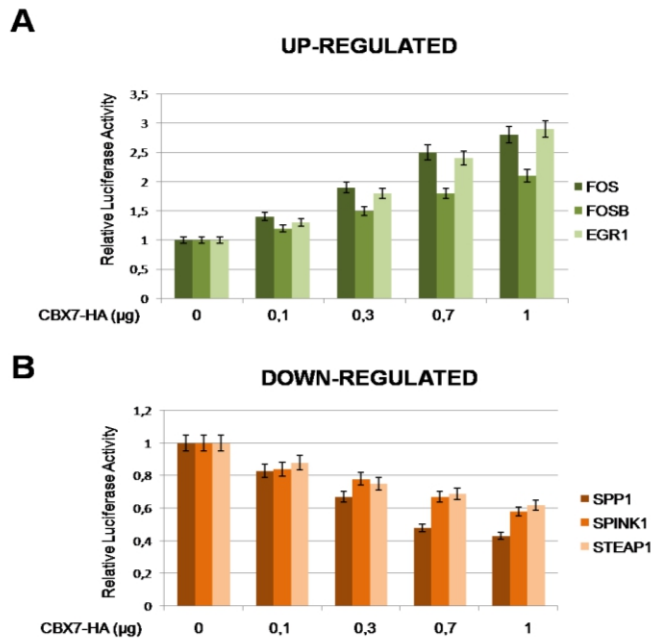 A
UP-REGULATED
Relative Luciferase Activity
3,5
3
2,5
2
1,5
1
0,5
0
FOS
FOSB
EGR1
CBX7-HA (µg) 0 0,1 0,3 0,7 1
B
DOWN-REGULATED
Relative Luciferase Activity
1,2
1
0,8
0,6
0,4
0,2
0
SPP1
SPINK1
STEAP1
CBX7-HA (µg) 0 0,1 0,3 0,7 1